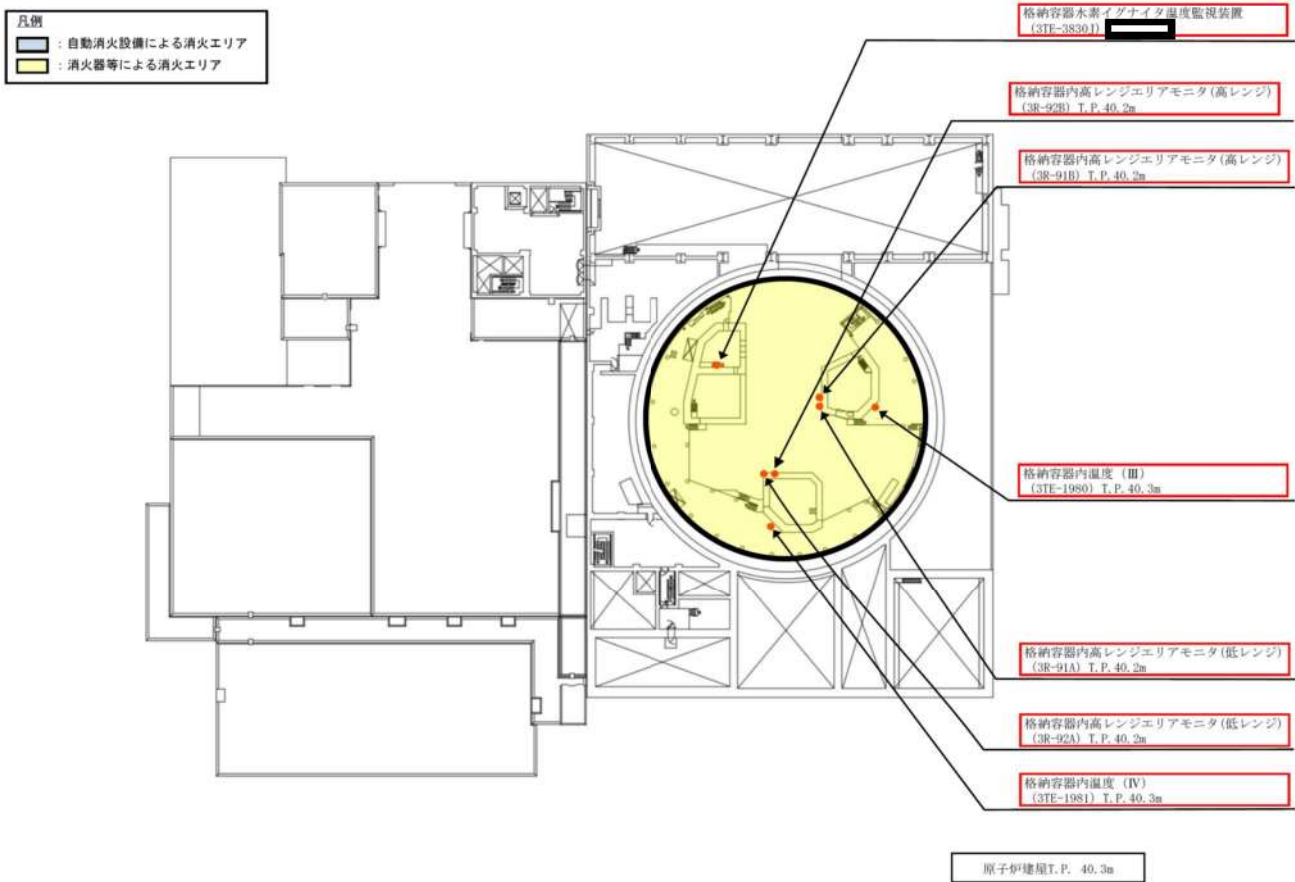 凡例
：自動消火設備による消火エリア
：消火器等による消火エリア
格納容器水素イグナイタ温度監視装置
(3TE-3830J)
格納容器内高レンジエリアモニタ(高レンジ)
(3R-92B) T.P.40.2m
格納容器内高レンジエリアモニタ(高レンジ)
(3R-91B) T.P.40.2m
格納容器内温度 (Ⅲ)
(3TE-1980) T.P.40.3m
格納容器内高レンジエリアモニタ(低レンジ)
(3R-91A) T.P.40.2m
格納容器内高レンジエリアモニタ(低レンジ)
(3R-92A) T.P.40.2m
格納容器内温度 (Ⅳ)
(3TE-1981) T.P.40.3m
原子炉建屋T.P. 40.3m